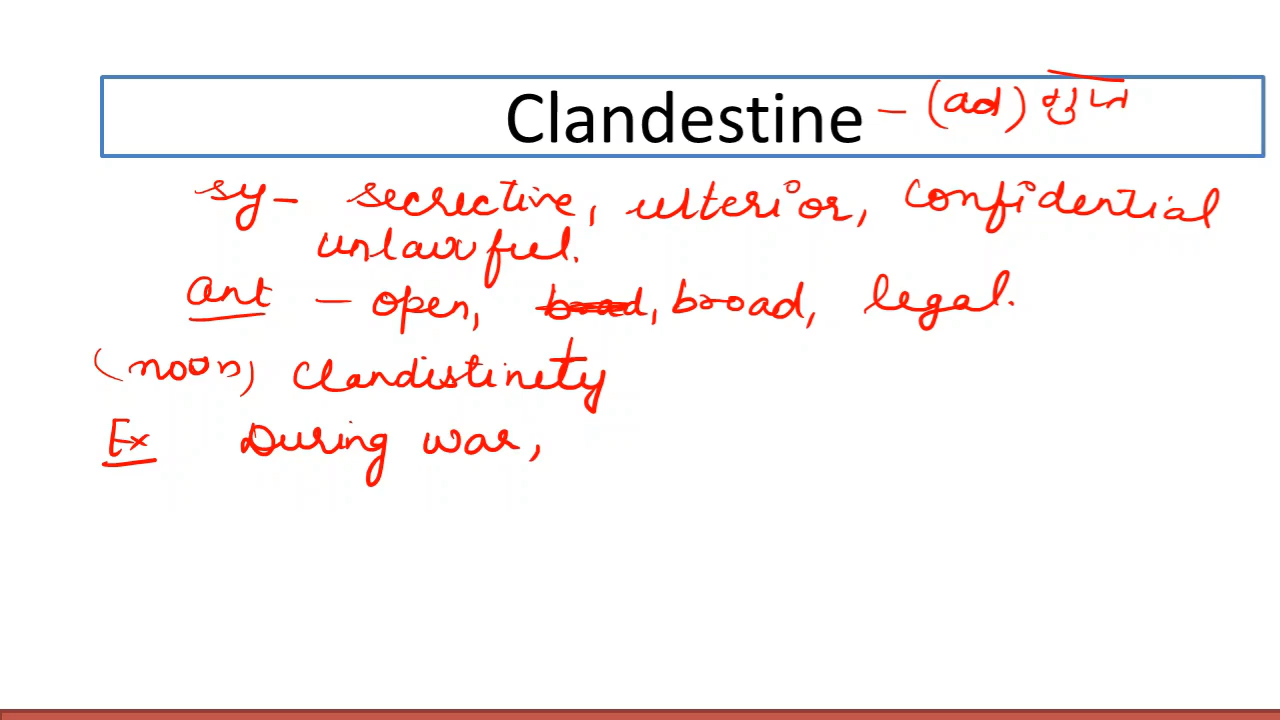 Clandestine - (ad) गुप्त
sy - secrective, ulterior, confidential
unlawful.
ant - open, broad, legal.
(noun) Clandistinety
Ex During war,